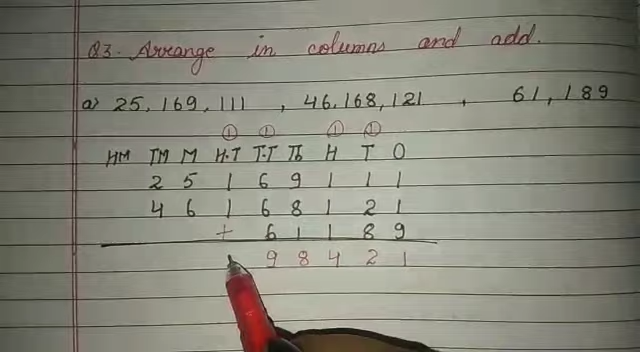 Q3. Arrange in columns and add.
a) 25,169,111 , 46,168,121 , 61,189
1 1 1 1
HM TM M H.T T.T Th H T O
2 5 1 6 9 1 1 1
4 6 1 6 8 1 2 1
+ 6 1 1 8 9
9 8 4 2 1